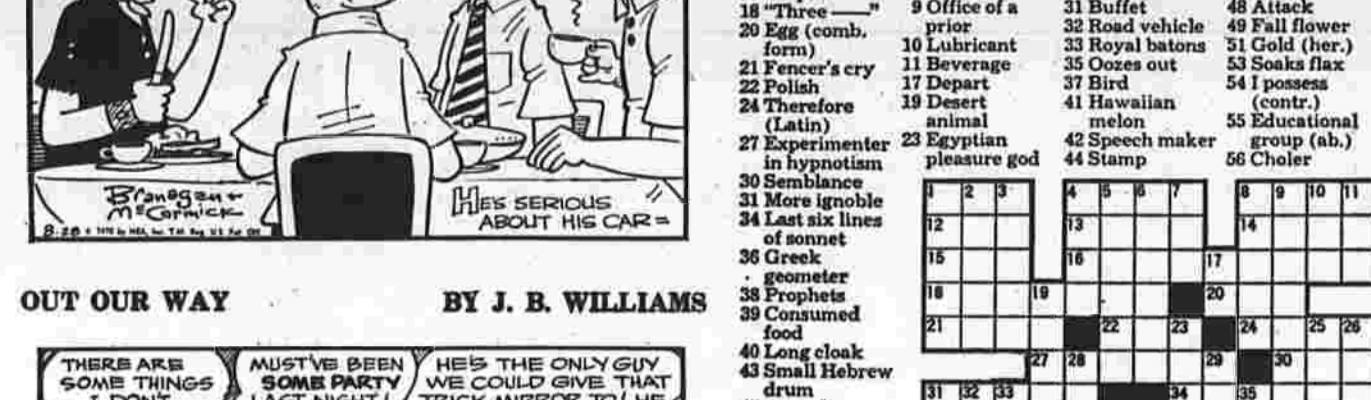 Branagan +
McCormick
8-28
HE'S SERIOUS
ABOUT HIS CAR =
OUT OUR WAY
BY J. B. WILLIAMS
THERE ARE
SOME THINGS
I DON'T
MUST'VE BEEN
SOME PARTY
LAST NIGHT!
HE'S THE ONLY GUY
WE COULD GIVE THAT
TRICK MIRROR TO! HE
18 "Three ——"
20 Egg (comb.
form)
21 Fencer's cry
22 Polish
24 Therefore
(Latin)
27 Experimenter
in hypnotism
30 Semblance
31 More ignoble
34 Last six lines
of sonnet
36 Greek
geometer
38 Prophets
39 Consumed
food
40 Long cloak
43 Small Hebrew
drum
9 Office of a
prior
10 Lubricant
11 Beverage
17 Depart
19 Desert
animal
23 Egyptian
pleasure god
31 Buffet
32 Road vehicle
33 Royal batons
35 Oozes out
37 Bird
41 Hawaiian
melon
42 Speech maker
44 Stamp
48 Attack
49 Fall flower
51 Gold (her.)
53 Soaks flax
54 I possess
(contr.)
55 Educational
group (ab.)
56 Choler
1 2 3 4 5 6 7 8 9 10 11
12 13 14
15 16 17
18 19 20
21 22 23 24 25 26
27 28 29 30
31 32 33 34 35